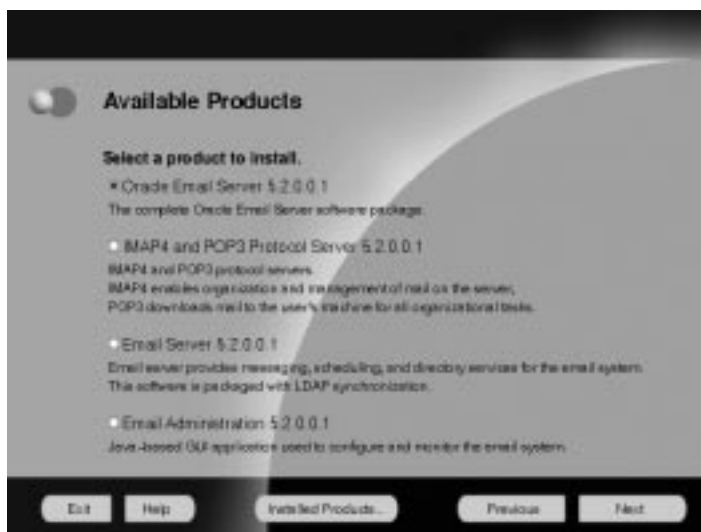 Available Products
Select a product to install.
Oracle Email Server 5.2.0.0.1
The complete Oracle Email Server software package.
IMAP4 and POP3 Protocol Server 5.2.0.0.1
IMAP4 and POP3 protocol servers.
IMAP4 enables organization and management of mail on the server,
POP3 downloads mail to the user's machine for all organizational tasks.
Email Server 5.2.0.0.1
Email server provides messaging, scheduling, and directory services for the email system.
This software is packaged with LDAP synchronization.
Email Administration 5.2.0.0.1
Java-based GUI application used to configure and monitor the email system.
Exit Help Installed Products... Previous Next